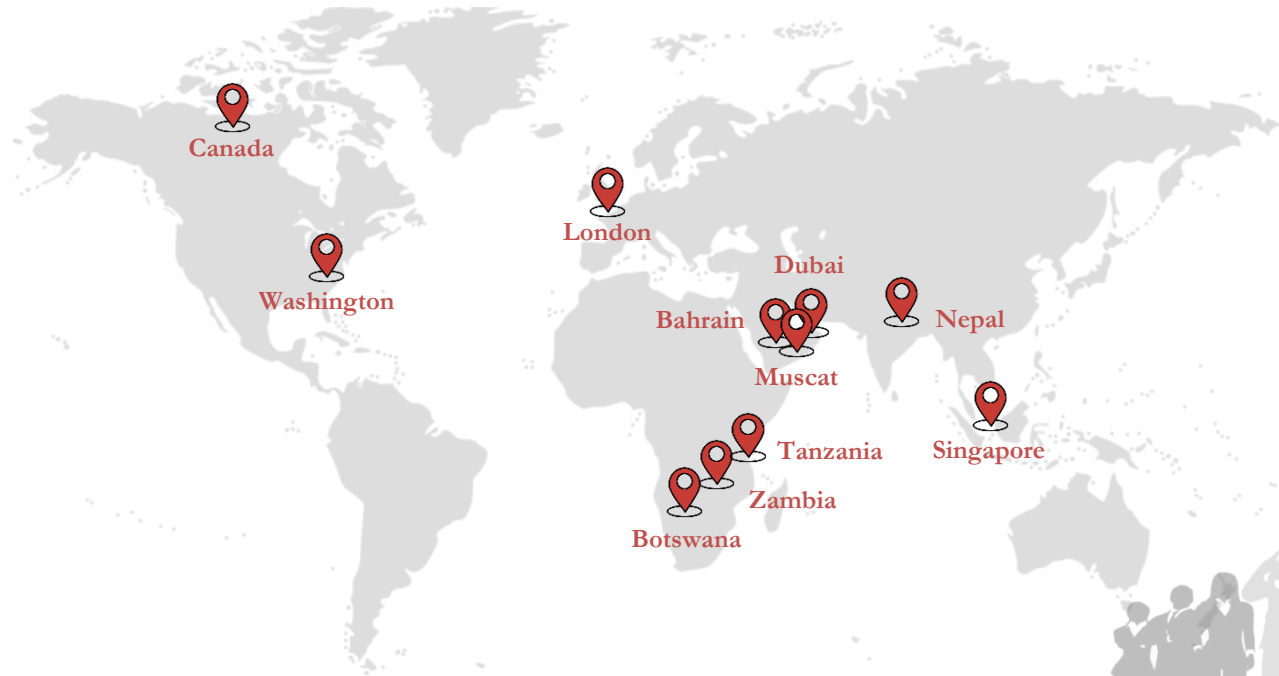 Canada
London
Dubai
Washington
Bahrain
Nepal
Muscat
Tanzania
Singapore
Zambia
Botswana